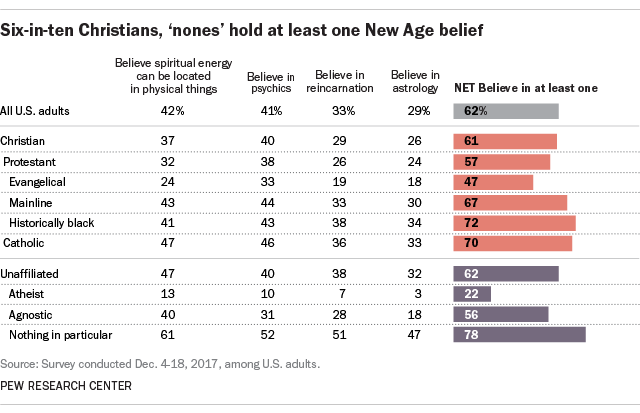 Six-in-ten Christians, ‘nones’ hold at least one New Age belief
Believe spiritual energy can be located in physical things Believe in psychics Believe in reincarnation Believe in astrology NET Believe in at least one
All U.S. adults 42% 41% 33% 29% 62%
Christian 37 40 29 26 61
Protestant 32 38 26 24 57
Evangelical 24 33 19 18 47
Mainline 43 44 33 30 67
Historically black 41 43 38 34 72
Catholic 47 46 36 33 70
Unaffiliated 47 40 38 32 62
Atheist 13 10 7 3 22
Agnostic 40 31 28 18 56
Nothing in particular 61 52 51 47 78
Source: Survey conducted Dec. 4-18, 2017, among U.S. adults.
PEW RESEARCH CENTER